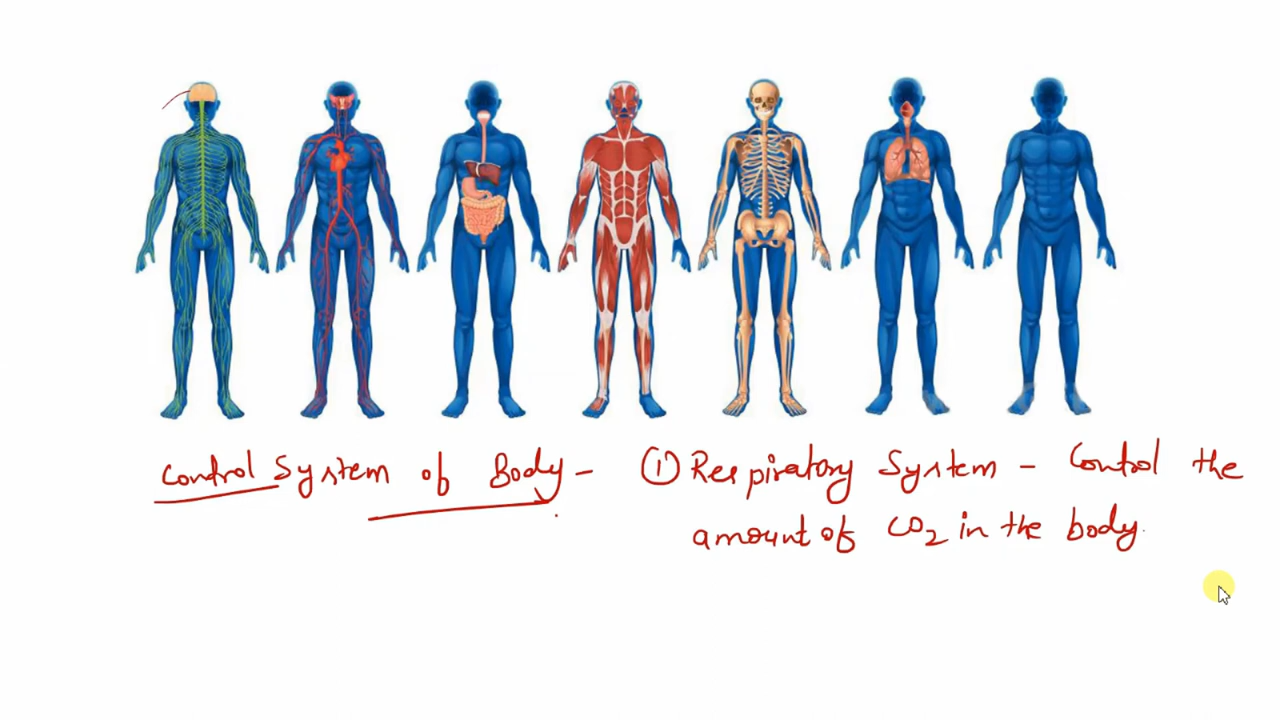 Control System of Body - ① Respiratory System - Control the
amount of CO2 in the body.